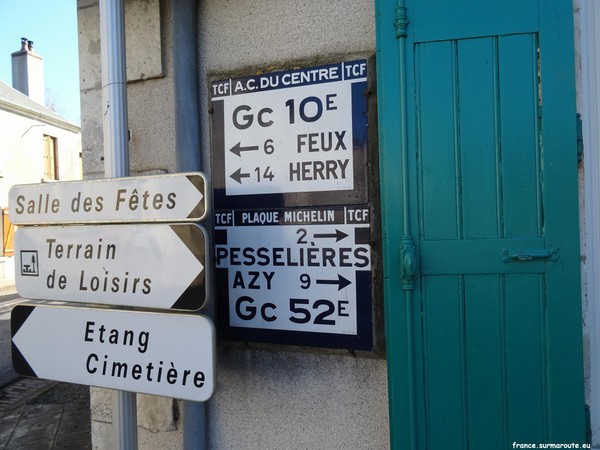 TCF A.C. DU CENTRE TCF
Gc 10E
← 6 FEUX
← 14 HERRY
TCF PLAQUE MICHELIN TCF
2 →
PESSELIÈRES
AZY 9 →
Gc 52E
Salle des Fêtes
Terrain
de Loisirs
Etang
Cimetière
france.surmaroute.eu